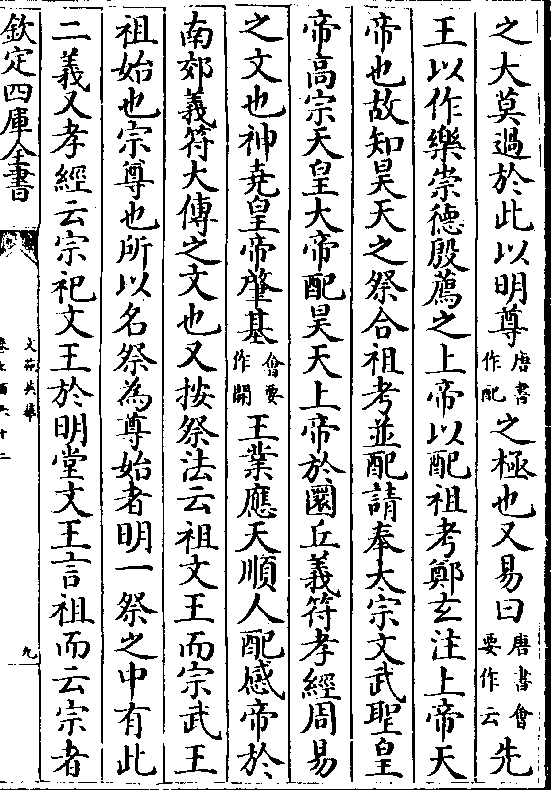 之大莫過於此以明尊唐書作配之極也又易曰唐書會要作云先
王以作樂崇德殷薦之上帝以配祖考鄭玄注上帝天
帝也故知昊天之祭合祖考並配請奉太宗文武聖皇
帝高宗天皇大帝配昊天上帝於圜丘義符孝經周易
之文也神堯皇帝肇基會要作開王業應天順人配感帝於
南郊義符大傳之文也又按祭法云祖文王而宗武王
祖始也宗尊也所以名祭為尊始者明一祭之中有此
二義又孝經云宗祀文王於明堂文王言祖而云宗者
欽定四庫全書
文苑英華
九